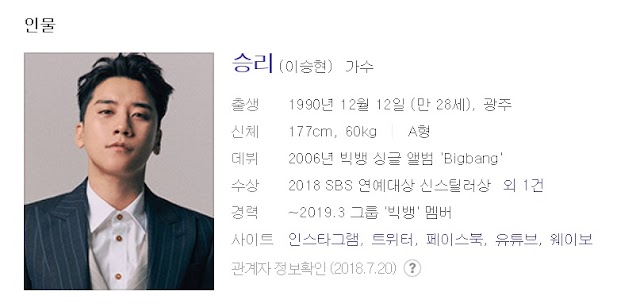 인물
승리 (이승현) 가수
출생 1990년 12월 12일 (만 28세), 광주
신체 177cm, 60kg | A형
데뷔 2006년 빅뱅 싱글 앨범 'Bigbang'
수상 2018 SBS 연예대상 신스틸러상 외 1건
경력 ~2019.3 그룹 '빅뱅' 멤버
사이트 인스타그램, 트위터, 페이스북, 유튜브, 웨이보
관계자 정보확인 (2018.7.20) ?